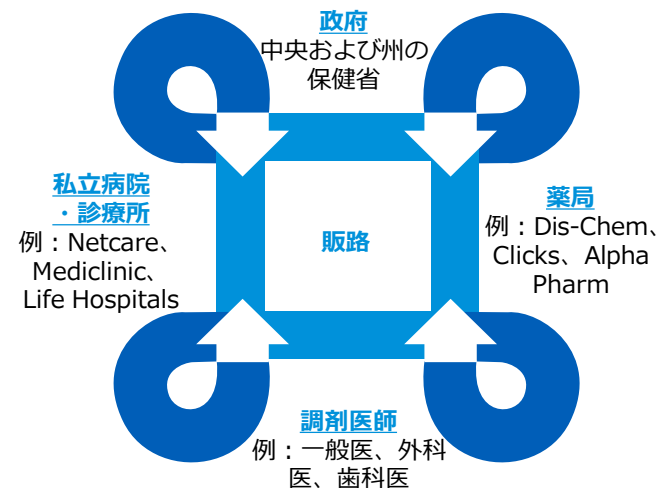 政府
中央および州の
保健省
私立病院
・診療所
例：Netcare、
Mediclinic、
Life Hospitals
販路
薬局
例：Dis-Chem、
Clicks、Alpha
Pharm
調剤医師
例：一般医、外科
医、歯科医